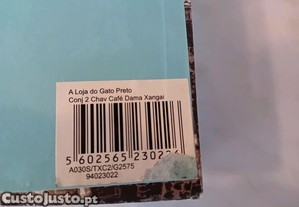 A Loja do Gato Preto
Conj 2 Chav Café Dama Xangai
5 602565 230
A030S/TXC2/G2575
94023022
CustoJusto.pt